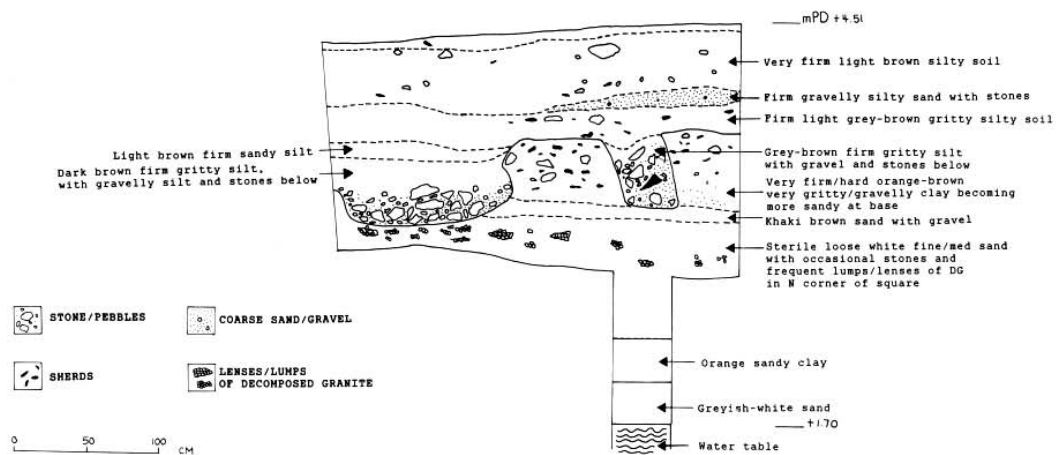 mPD +4.51
Very firm light brown silty soil
Firm gravelly silty sand with stones
Firm light grey-brown gritty silty soil
Light brown firm sandy silt
Dark brown firm gritty silt,
with gravelly silt and stones below
Grey-brown firm gritty silt
with gravel and stones below
Very firm/hard orange-brown
very gritty/gravelly clay becoming
more sandy at base
Khaki brown sand with gravel
Sterile loose white fine/med sand
with occasional stones and
frequent lumps/lenses of DG
in N corner of square
STONE/PEBBLES
COARSE SAND/GRAVEL
SHERDS
LENSES/LUMPS
OF DECOMPOSED GRANITE
Orange sandy clay
Greyish-white sand
+1.70
Water table
0 50 100
CM